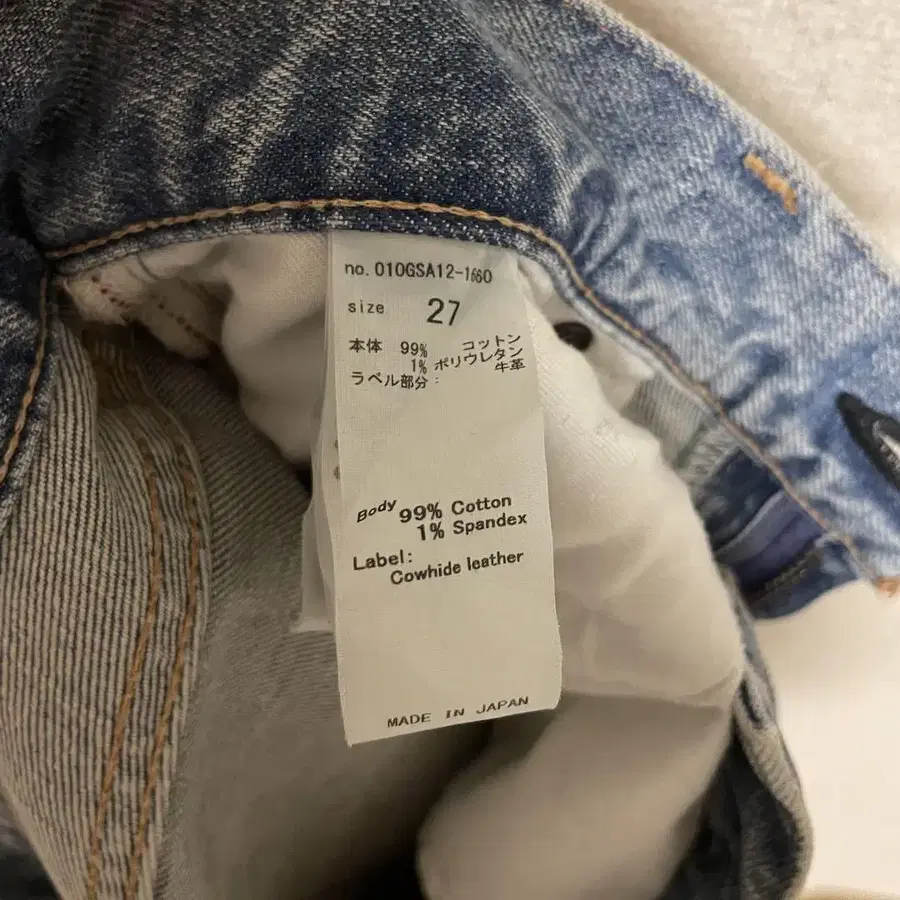 no. 010GSA12-1660
size 27
本体 99% コットン
1% ポリウレタン
ラベル部分: 牛革
Body 99% Cotton
1% Spandex
Label:
Cowhide leather
MADE IN JAPAN